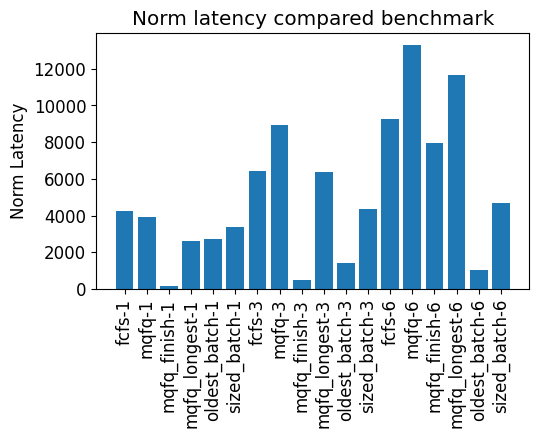 Norm latency compared benchmark
Norm Latency
12000
10000
8000
6000
4000
2000
0
fcfs-1
mqfq-1
mqfq_finish-1
mqfq_longest-1
oldest_batch-1
sized_batch-1
fcfs-3
mqfq-3
mqfq_finish-3
mqfq_longest-3
oldest_batch-3
sized_batch-3
fcfs-6
mqfq-6
mqfq_finish-6
mqfq_longest-6
oldest_batch-6
sized_batch-6